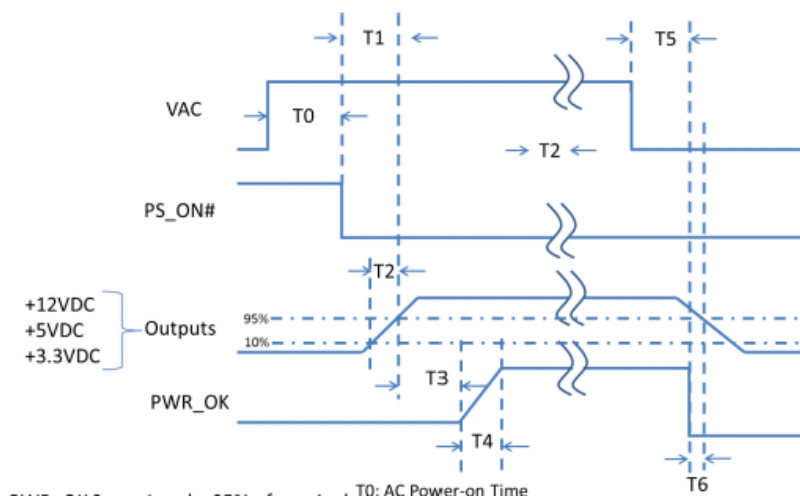 T1
T5
VAC
T0
T2
PS_ON#
T2
+12VDC
+5VDC
+3.3VDC
Outputs
95%
10%
T3
PWR_OK
T4
T6
T0: AC Power-on Time